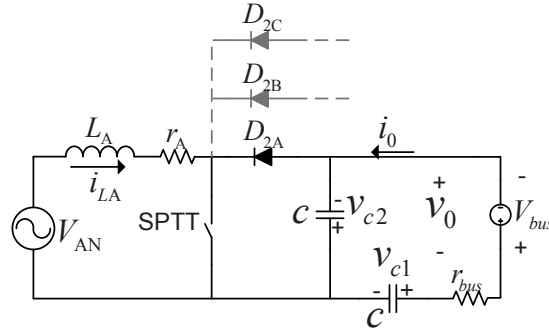 D2C
D2B
LA
rA
D2A
i0
iLA
+
-
VAN
SPTT
c
-
vc2
+
v0
Vbus
-
+
vc1
-
+
c
rbus